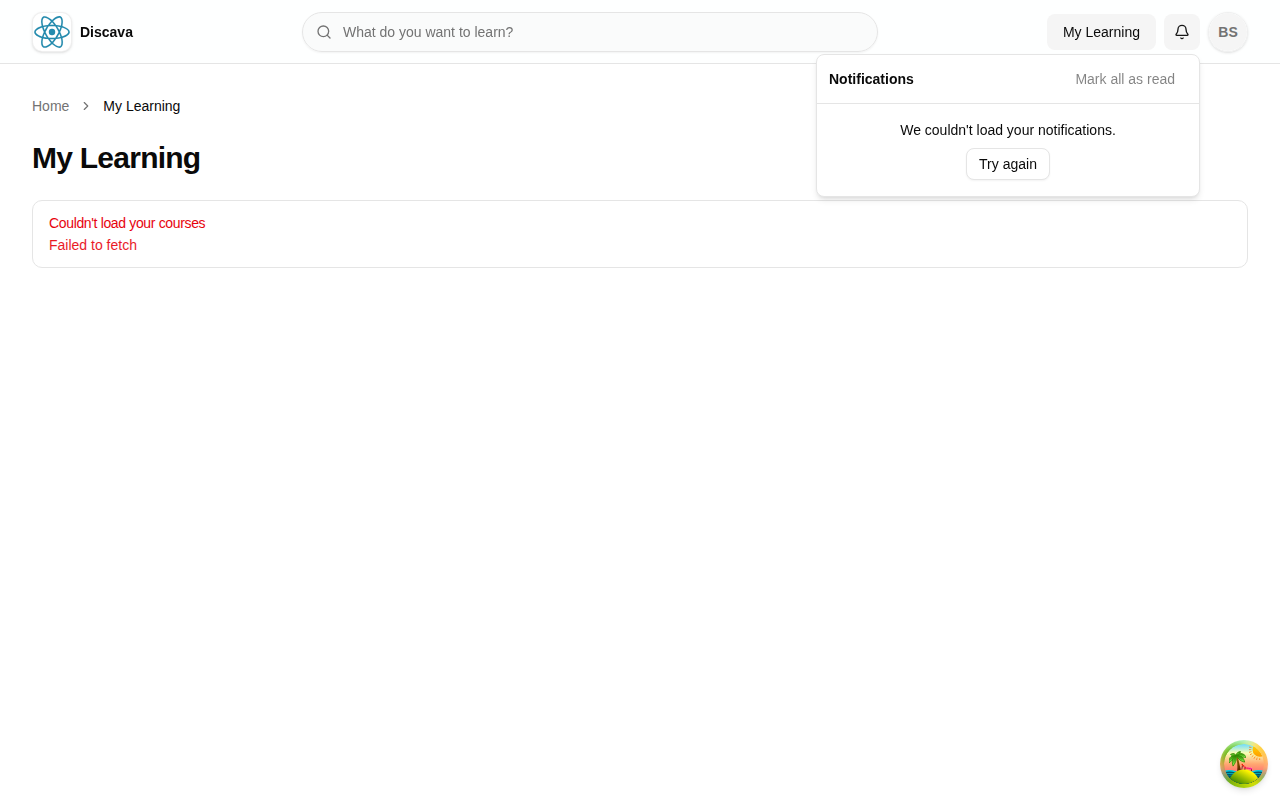 Discava
What do you want to learn?
My Learning
BS
Notifications
Mark all as read
We couldn't load your notifications.
Try again
Home
My Learning
My Learning
Couldn't load your courses
Failed to fetch